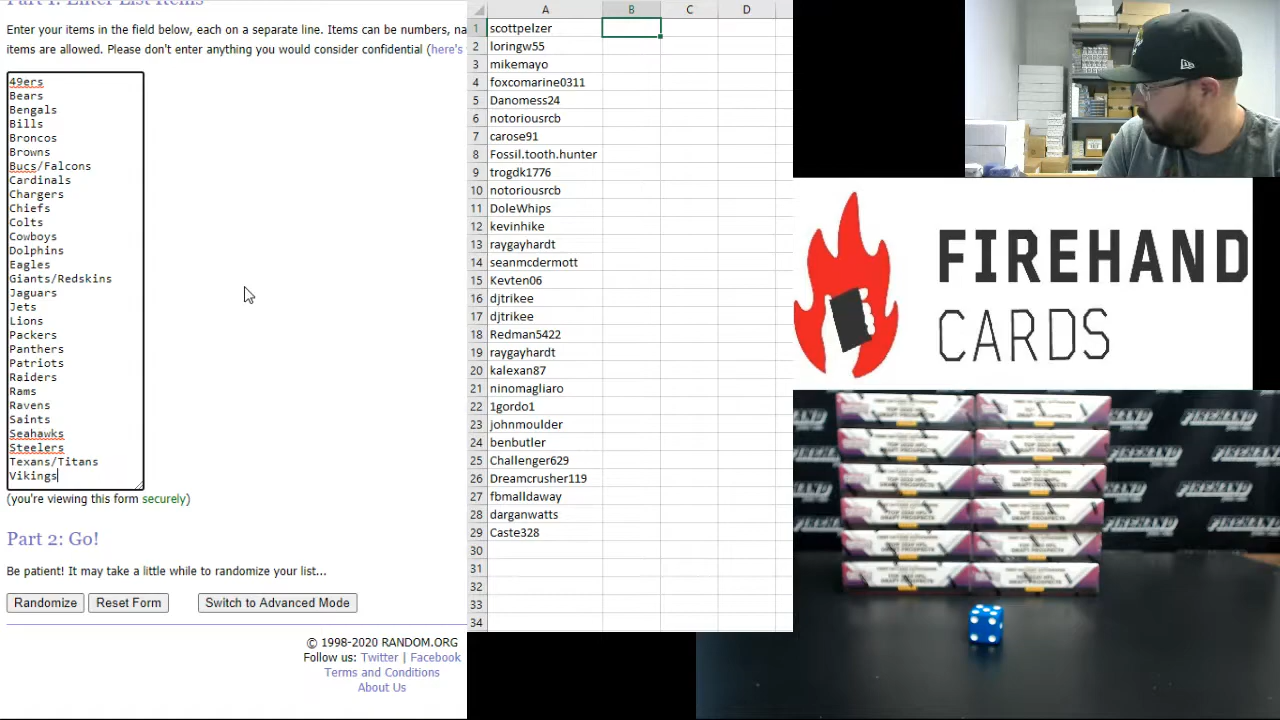 Part 1: Enter List Items
Enter your items in the field below, each on a separate line. Items can be numbers, na
items are allowed. Please don't enter anything you would consider confidential (here's
49ers
Bears
Bengals
Bills
Broncos
Browns
Bucs/Falcons
Cardinals
Chargers
Chiefs
Colts
Cowboys
Dolphins
Eagles
Giants/Redskins
Jaguars
Jets
Lions
Packers
Panthers
Patriots
Raiders
Rams
Ravens
Saints
Seahawks
Steelers
Texans/Titans
Vikings
(you're viewing this form securely)
Part 2: Go!
Be patient! It may take a little while to randomize your list...
Randomize Reset Form Switch to Advanced Mode
© 1998-2020 RANDOM.ORG
Follow us: Twitter | Facebook
Terms and Conditions
About Us
A B C D
1 scottpelzer
2 loringw55
3 mikemayo
4 foxcomarine0311
5 Danomess24
6 notoriousrcb
7 carose91
8 Fossil.tooth.hunter
9 trogdk1776
10 notoriousrcb
11 DoleWhips
12 kevinhike
13 raygayhardt
14 seanmcdermott
15 Kevten06
16 djtrikee
17 djtrikee
18 Redman5422
19 raygayhardt
20 kalexan87
21 ninomagliaro
22 1gordo1
23 johnmoulder
24 benbutler
25 Challenger629
26 Dreamcrusher119
27 fbmalldaway
28 darganwatts
29 Caste328
30
31
32
33
34
FIREHAND
CARDS
FIREHAND
FIREHAND